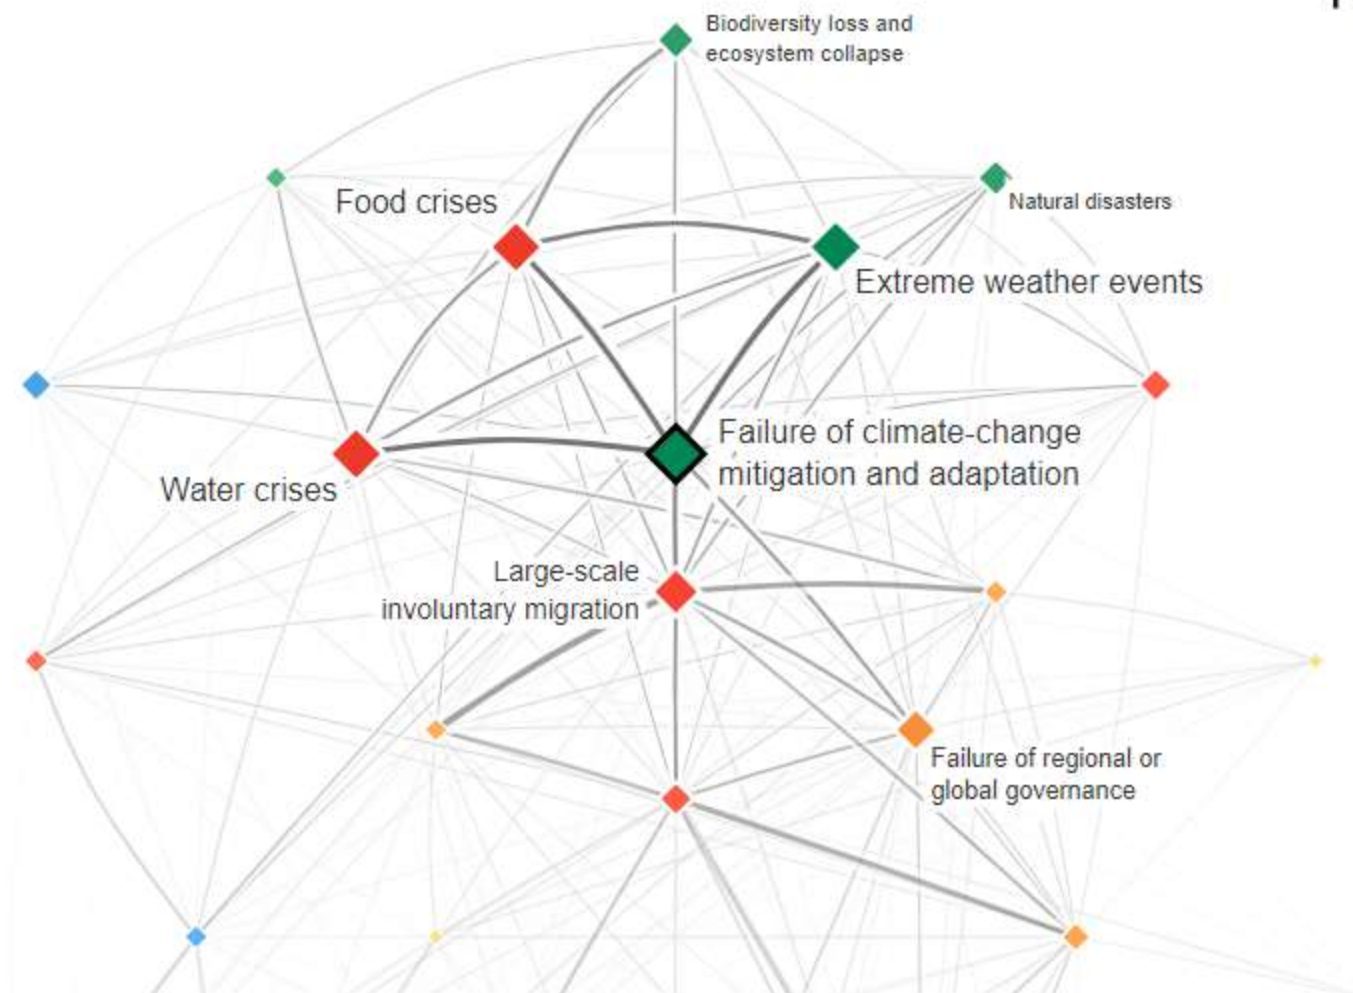 Biodiversity loss and
ecosystem collapse
Food crises
Natural disasters
Extreme weather events
Failure of climate-change
mitigation and adaptation
Water crises
Large-scale
involuntary migration
Failure of regional or
global governance